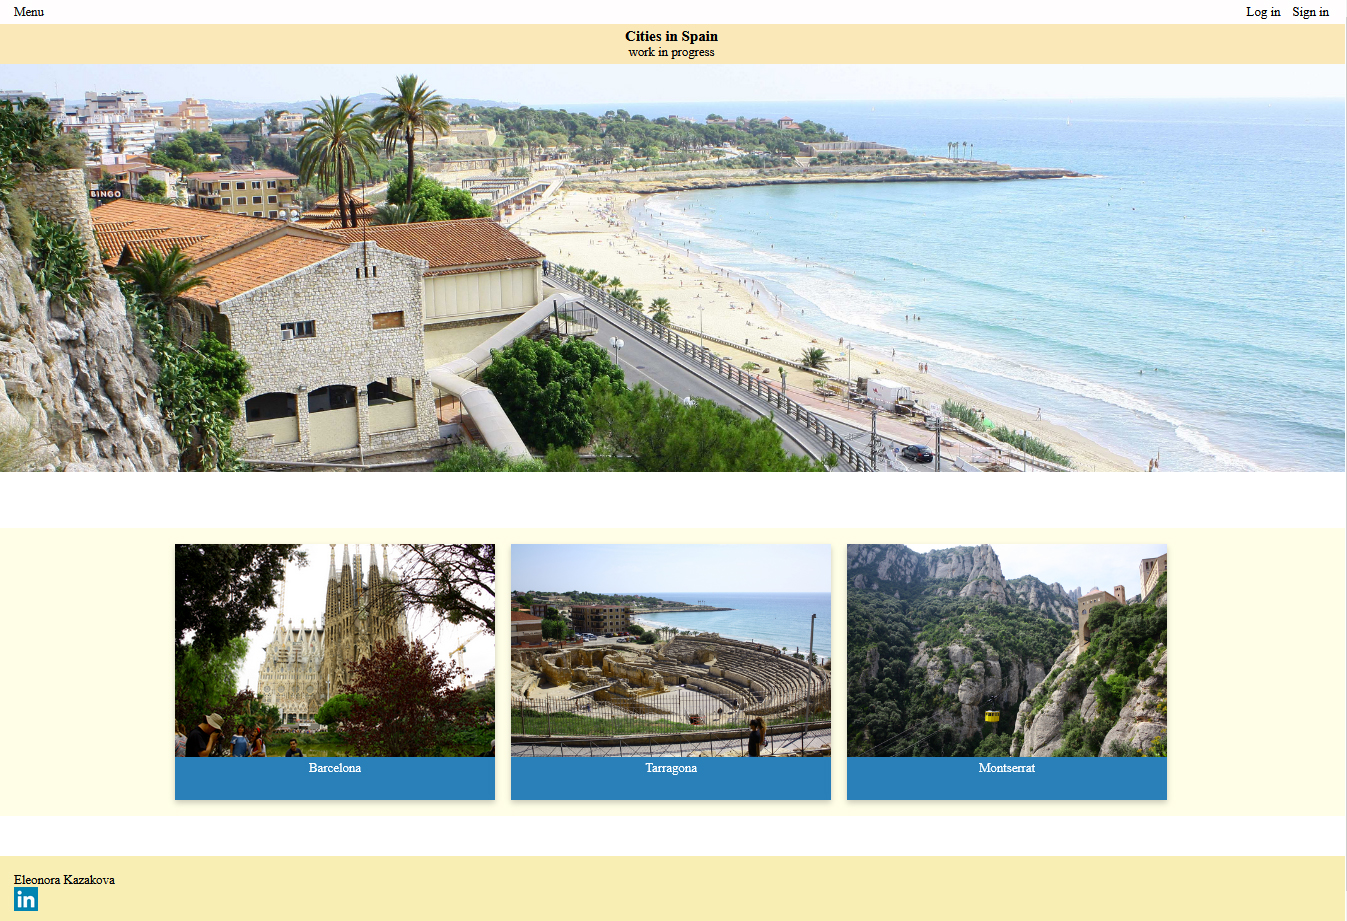 Menu
Log in Sign in
Cities in Spain
work in progress
BINGO
Barcelona
Tarragona
Montserrat
Eleonora Kazakova
in